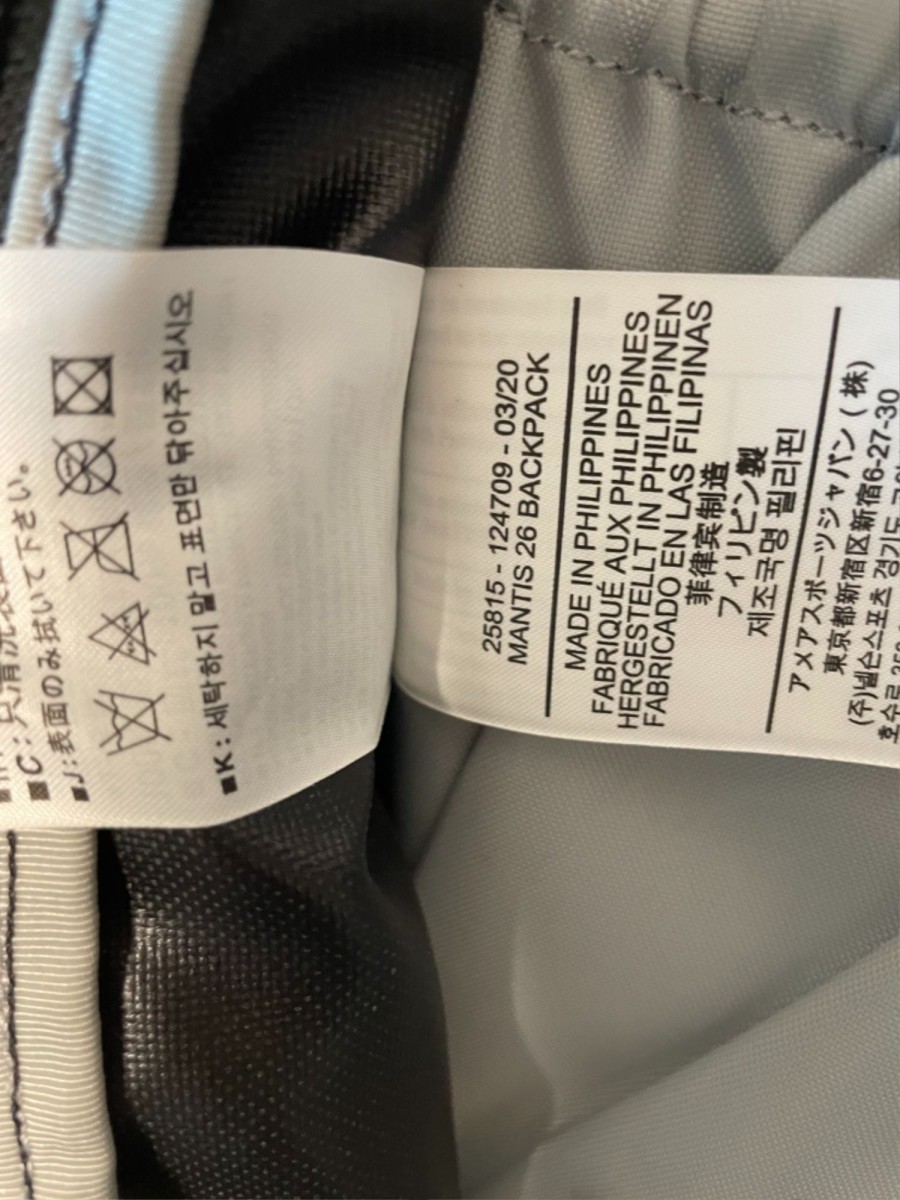 ■C:只清洗表面
■J:表面のみ拭いて下さい。
■K:세탁하지 말고 표면만 닦아주십시오
25815 - 124709 - 03/20
MANTIS 26 BACKPACK
MADE IN PHILIPPINES
FABRIQUÉ AUX PHILIPPINES
HERGESTELLT IN PHILIPPINEN
FABRICADO EN LAS FILIPINAS
菲律宾制造
フィリピン製
제조국명 필리핀
アメアスポーツジャパン (株)
東京都新宿区新宿6-27-30
(주)넬슨스포츠 경기도
호수로